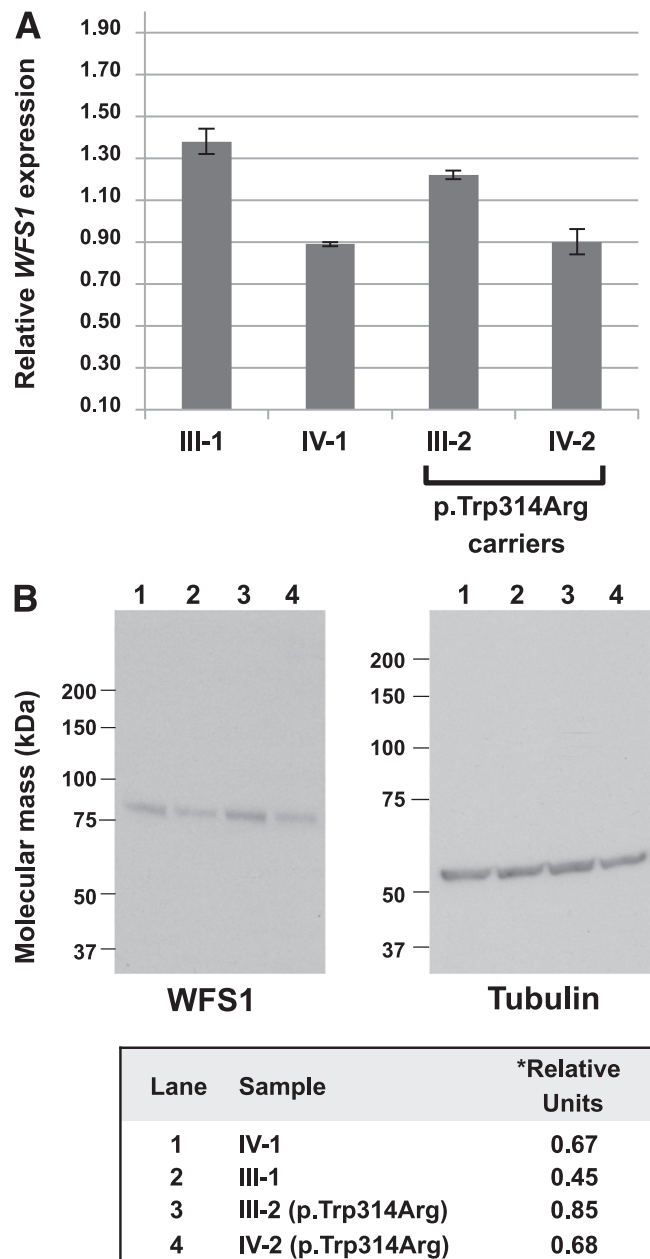 A
Relative WFS1 expression
1.90
1.70
1.50
1.30
1.10
0.90
0.70
0.50
0.30
0.10
III-1 IV-1 III-2 IV-2
p.Trp314Arg
carriers
B
Molecular mass (kDa)
1 2 3 4
200
150
100
75
50
37
WFS1
1 2 3 4
200
150
100
75
50
37
Tubulin
Lane Sample *Relative
Units
1 IV-1 0.67
2 III-1 0.45
3 III-2 (p.Trp314Arg) 0.85
4 IV-2 (p.Trp314Arg) 0.68